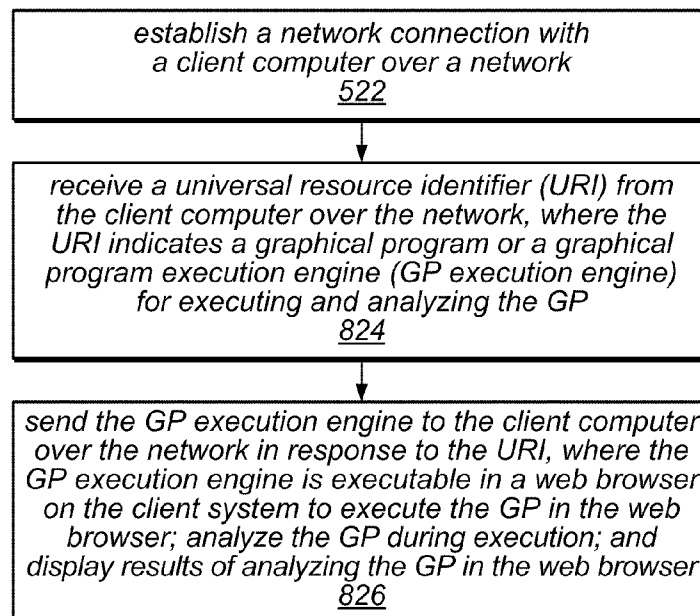 establish a network connection with
a client computer over a network
522
receive a universal resource identifier (URI) from
the client computer over the network, where the
URI indicates a graphical program or a graphical
program execution engine (GP execution engine)
for executing and analyzing the GP
824
send the GP execution engine to the client computer
over the network in response to the URI, where the
GP execution engine is executable in a web browser
on the client system to execute the GP in the web
browser; analyze the GP during execution; and
display results of analyzing the GP in the web browser
826